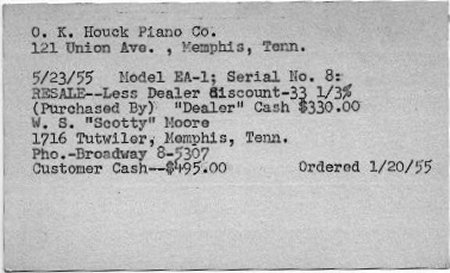 O. K. Houck Piano Co.
121 Union Ave. , Memphis, Tenn.
5/23/55 Model EA-1; Serial No. 8:
RESALE--Less Dealer discount-33 1/3%
(Purchased By) "Dealer" Cash $330.00
W. S. "Scotty" Moore
1716 Tutwiler, Memphis, Tenn.
Pho.-Broadway 8-5307
Customer Cash--$495.00 Ordered 1/20/55